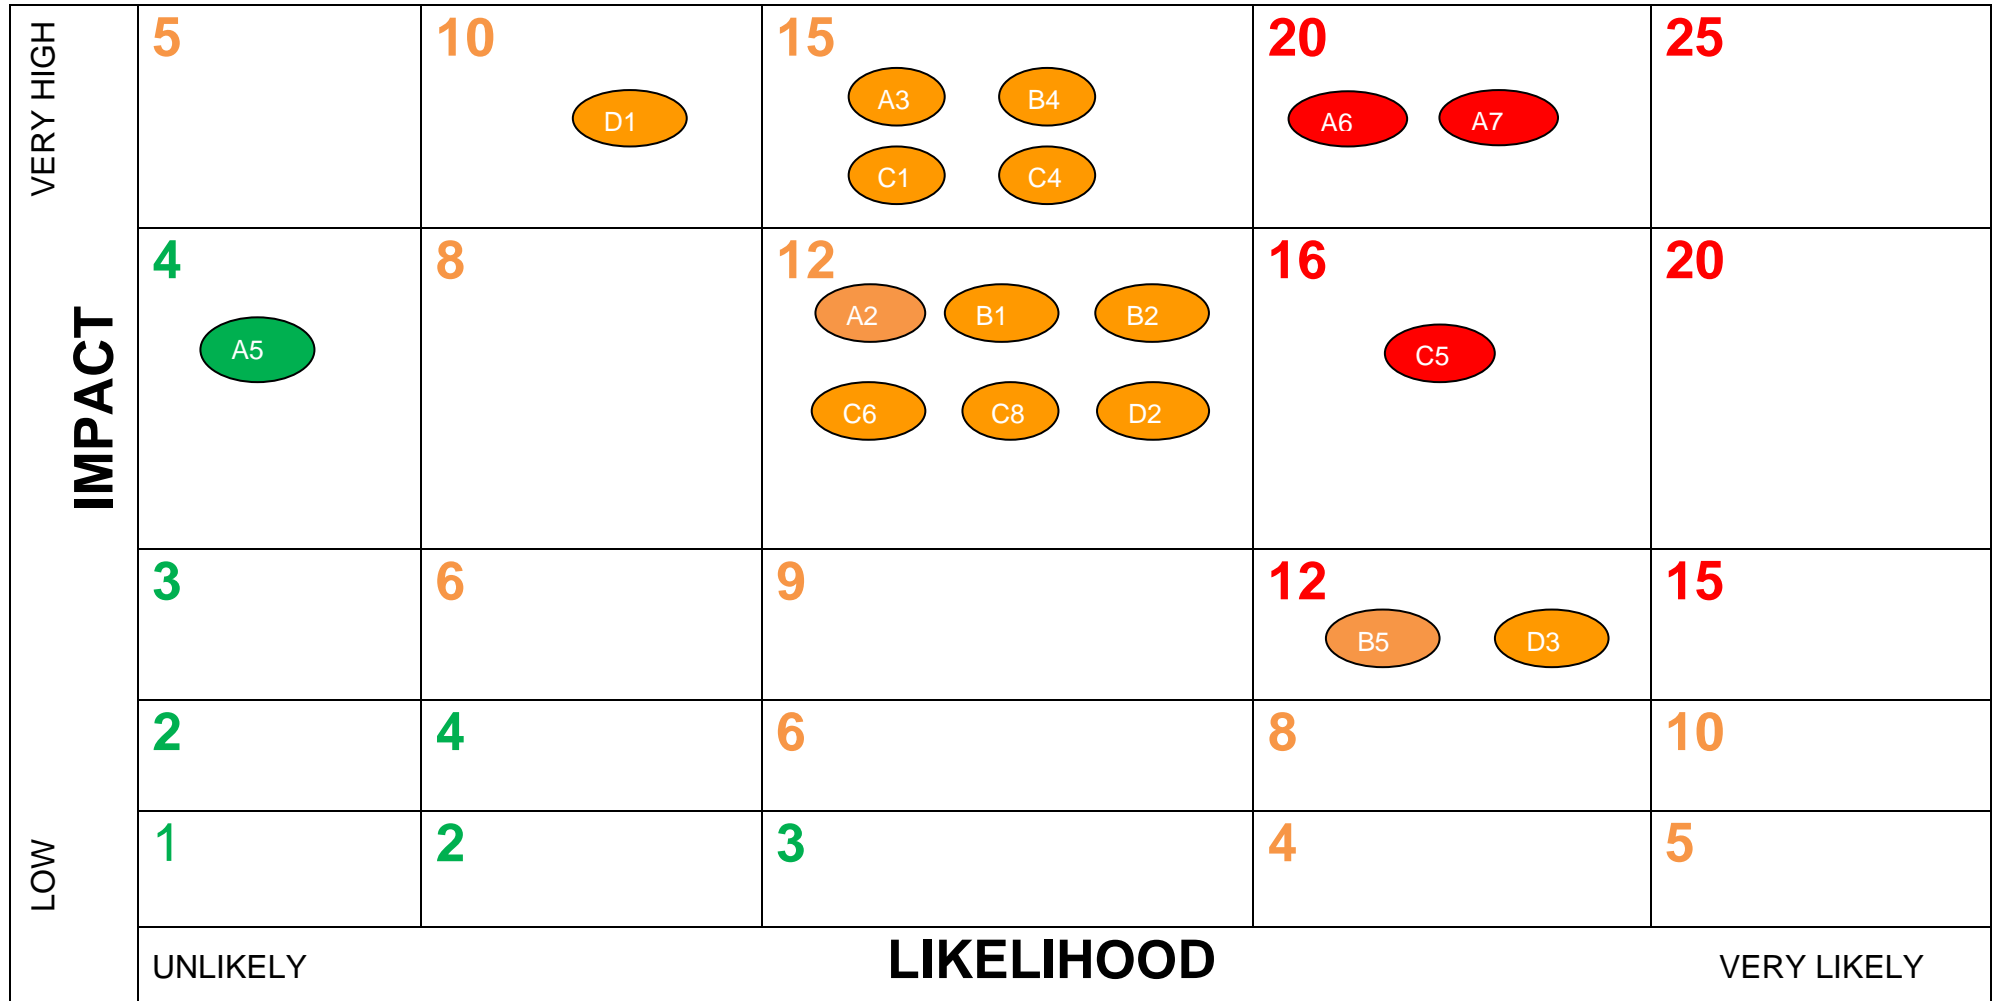 VERY HIGH
IMPACT
LOW
5
10
15
20
25
D1
A3
B4
C1
C4
A6
A7
4
8
12
16
20
A5
A2
B1
B2
C6
C8
D2
C5
3
6
9
12
15
B5
D3
2
4
6
8
10
1
2
3
4
5
UNLIKELY
LIKELIHOOD
VERY LIKELY